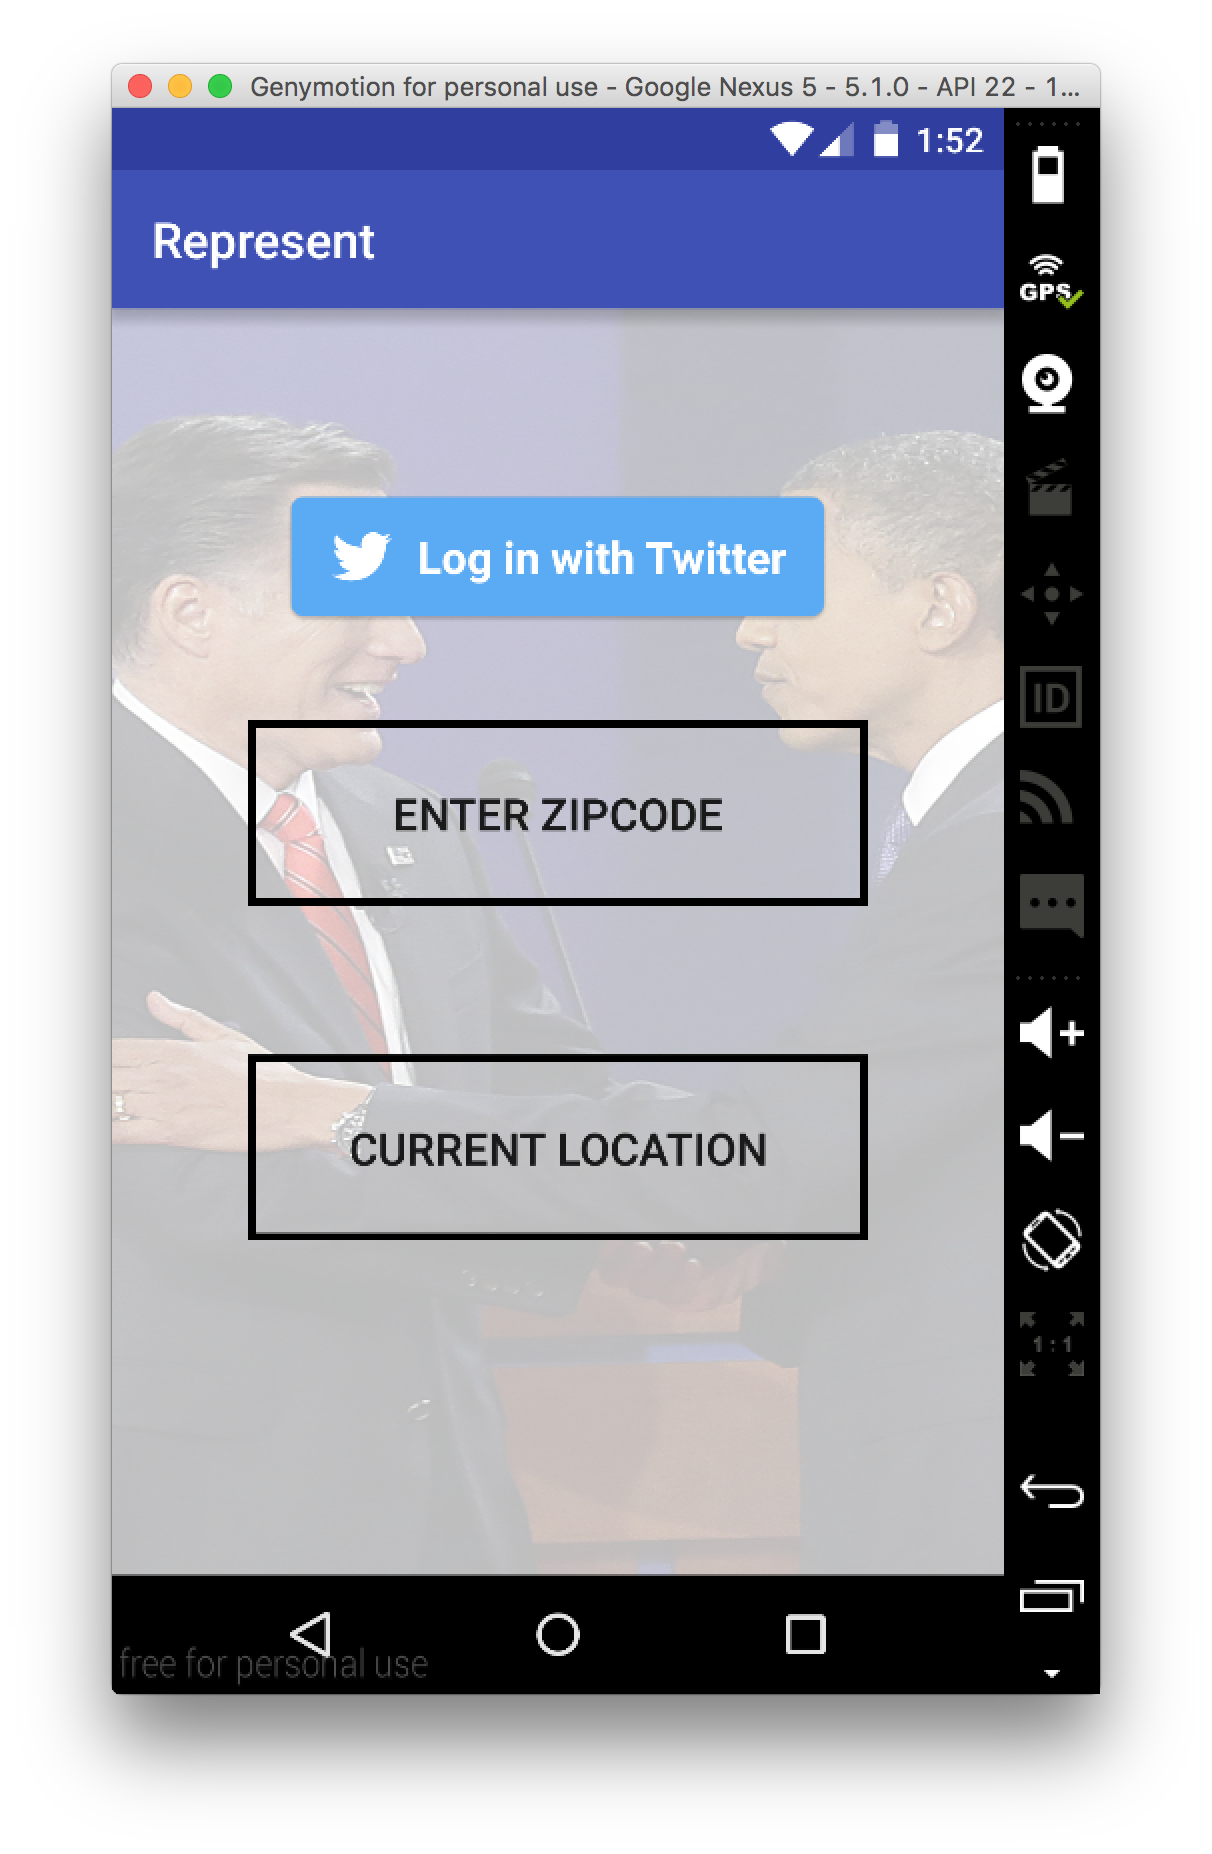 Genymotion for personal use - Google Nexus 5 - 5.1.0 - API 22 - 1...
1:52
Represent
GPS
Log in with Twitter
ID
ENTER ZIPCODE
CURRENT LOCATION
1:1
free for personal use